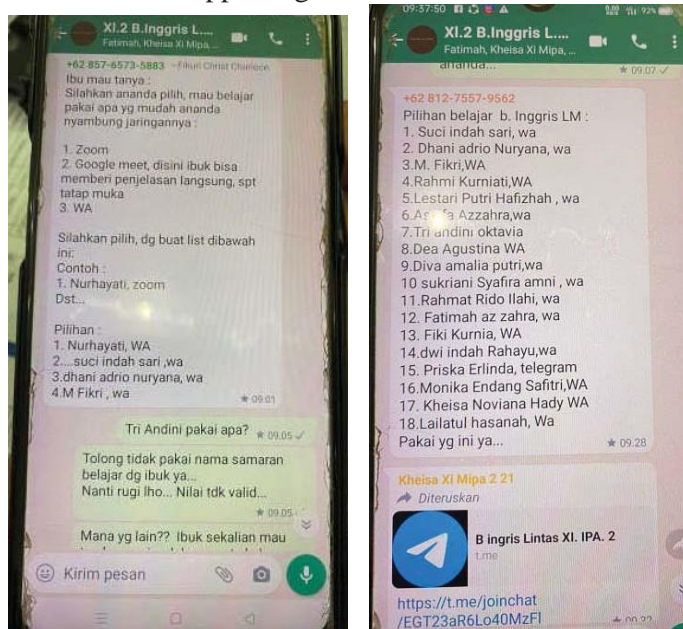 XI.2 B.Inggris L....
Fatimah, Kheisa Xi Mipa, ...
+62 857-6573-5883
Ibu mau tanya :
Silahkan ananda pilih, mau belajar
pakai apa yg mudah ananda
nyambung jaringannya :
1. Zoom
2. Google meet, disini ibuk bisa
memberi penjelasan langsung, spt
tatap muka
3. WA
Silahkan pilih, dg buat list dibawah
ini:
Contoh :
1. Nurhayati, zoom
Dst...
Pilihan :
1. Nurhayati, WA
2....suci indah sari ,wa
3.dhani adrio nuryana, wa
4.M Fikri , wa
09.01
Tri Andini pakai apa?
09.05
Tolong tidak pakai nama samaran
belajar dg ibuk ya...
Nanti rugi lho... Nilai tdk valid...
09.05
Mana yg lain?? Ibuk sekalian mau
Kirim pesan
09:37:50
92%
XI.2 B.Inggris L....
Fatimah, Kheisa Xi Mipa, ...
ananda...
09.07
+62 812-7557-9562
Pilihan belajar b. Inggris LM :
1. Suci indah sari, wa
2. Dhani adrio Nuryana, wa
3.M. Fikri,WA
4.Rahmi Kurniati,WA
5.Lestari Putri Hafizhah , wa
Azzahra,wa
7.Tri andini oktavia
8.Dea Agustina WA
9.Diva amalia putri,wa
10 sukriani Syafira amni , wa
11.Rahmat Rido Ilahi, wa
12. Fatimah az zahra, wa
13. Fiki Kurnia, WA
14.dwi indah Rahayu,wa
15. Priska Erlinda, telegram
16.Monika Endang Safitri,WA
17. Kheisa Noviana Hady WA
18.Lailatul hasanah, Wa
Pakai yg ini ya...
09.28
Kheisa Xi Mipa 2 21
Diteruskan
B ingris Lintas XI. IPA. 2
t.me
https://t.me/joinchat
/EGT23aR6Lo40MzFl